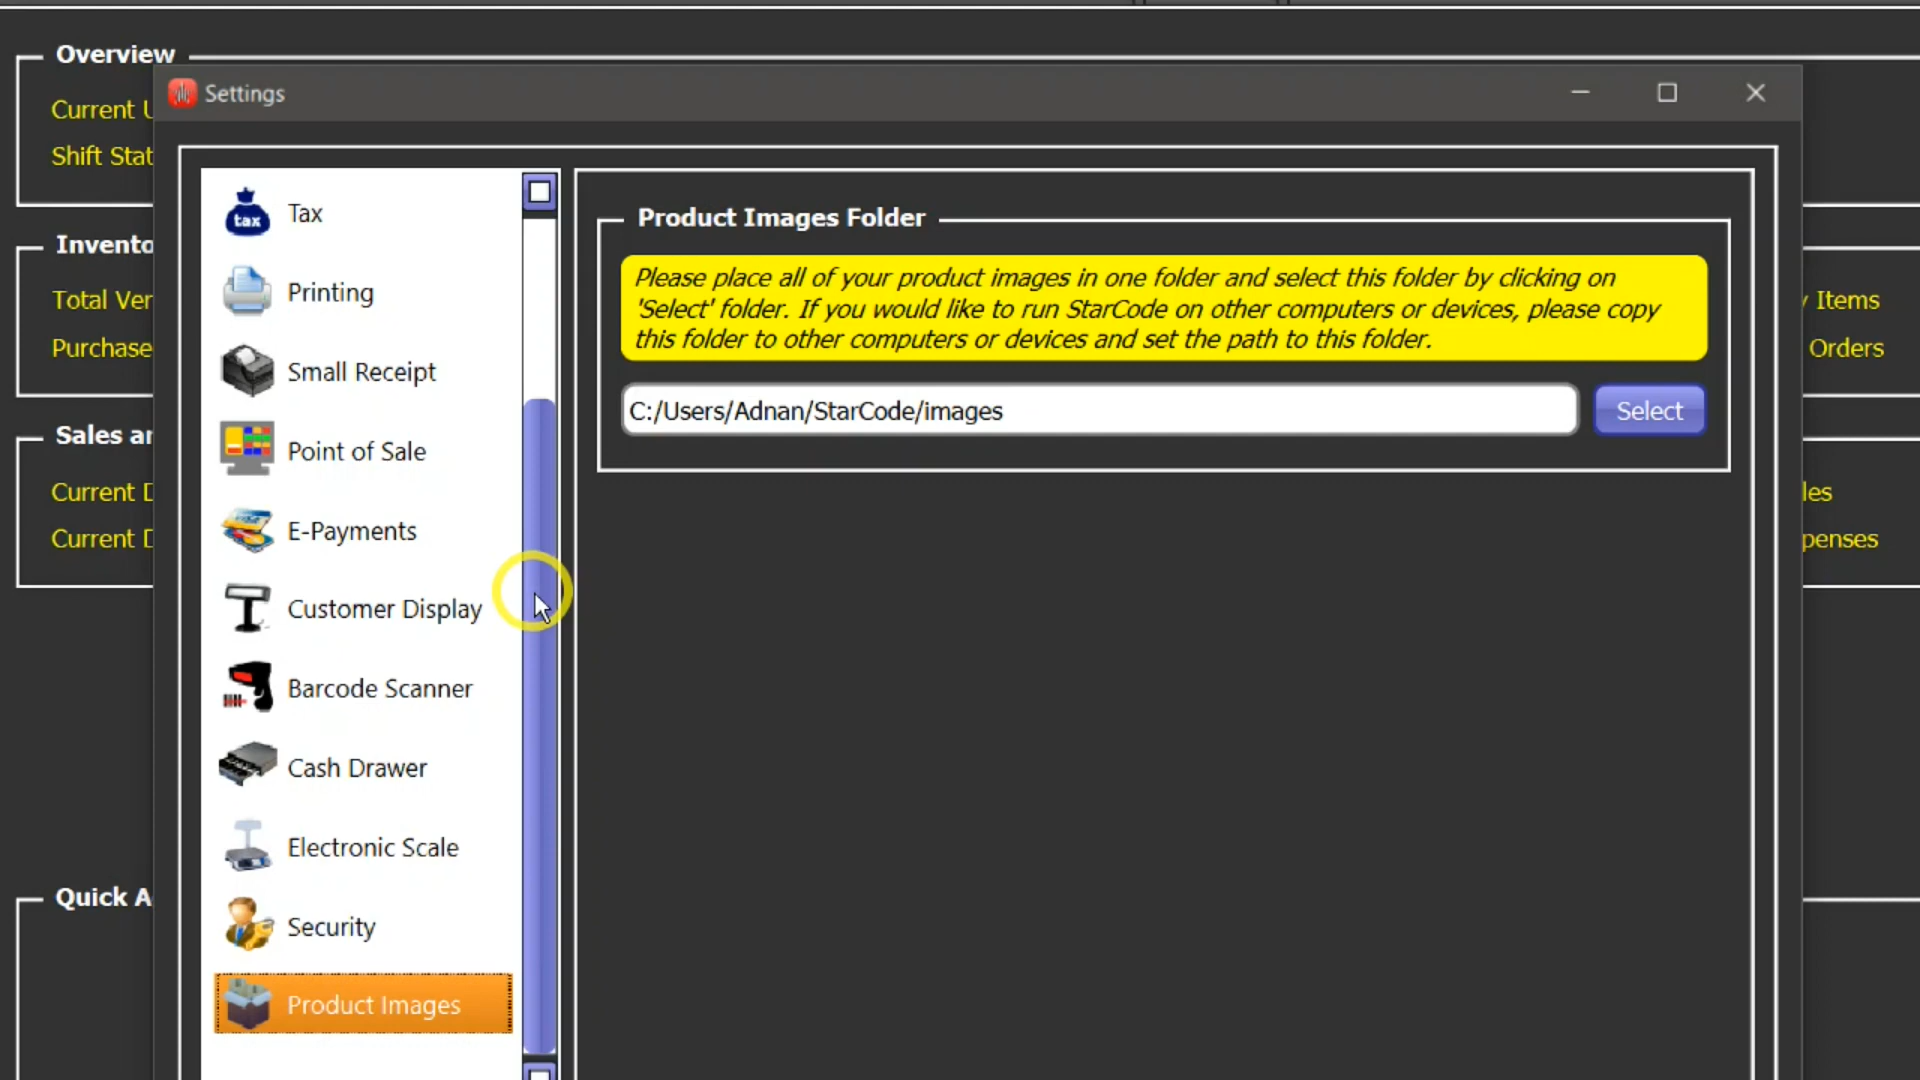 Overview
Settings
Current U
Shift Stat
Tax
Product Images Folder
Invento
Please place all of your product images in one folder and select this folder by clicking on
'Select' folder. If you would like to run StarCode on other computers or devices, please copy
this folder to other computers or devices and set the path to this folder.
Printing
Total Ver
Items
Purchase
Orders
Small Receipt
C:/Users/Adnan/StarCode/images
Select
Sales
Point of Sale
Current
les
E-Payments
Current
penses
Customer Display
Barcode Scanner
Cash Drawer
Electronic Scale
Quick A
Security
Product Images
tax